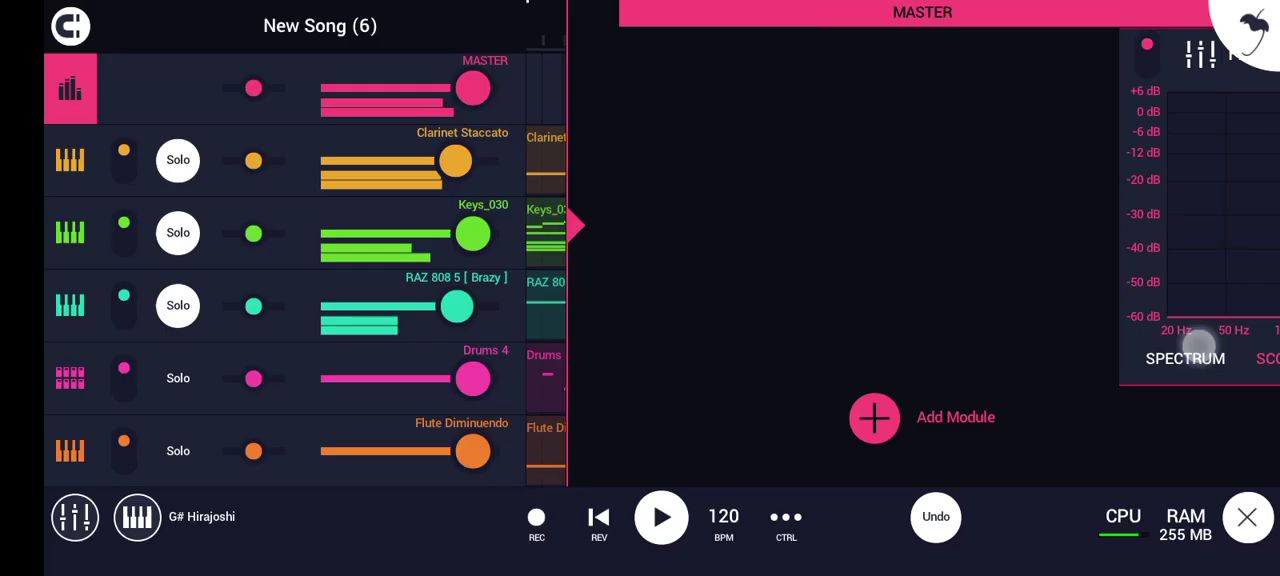 New Song (6)
MASTER
MASTER
Clarinet Staccato
Solo
Clarinet
Keys_030
Solo
Keys_03
RAZ 808 5 [ Brazy ]
Solo
RAZ 80
Drums 4
Solo
Drums
Flute Diminuendo
Solo
Flute Di
+6 dB
0 dB
-6 dB
-12 dB
-20 dB
-30 dB
-40 dB
-50 dB
-60 dB
20 Hz
50 Hz
1
SPECTRUM
SCO
Add Module
G# Hirajoshi
REC
REV
120
BPM
CTRL
Undo
CPU
RAM
255 MB